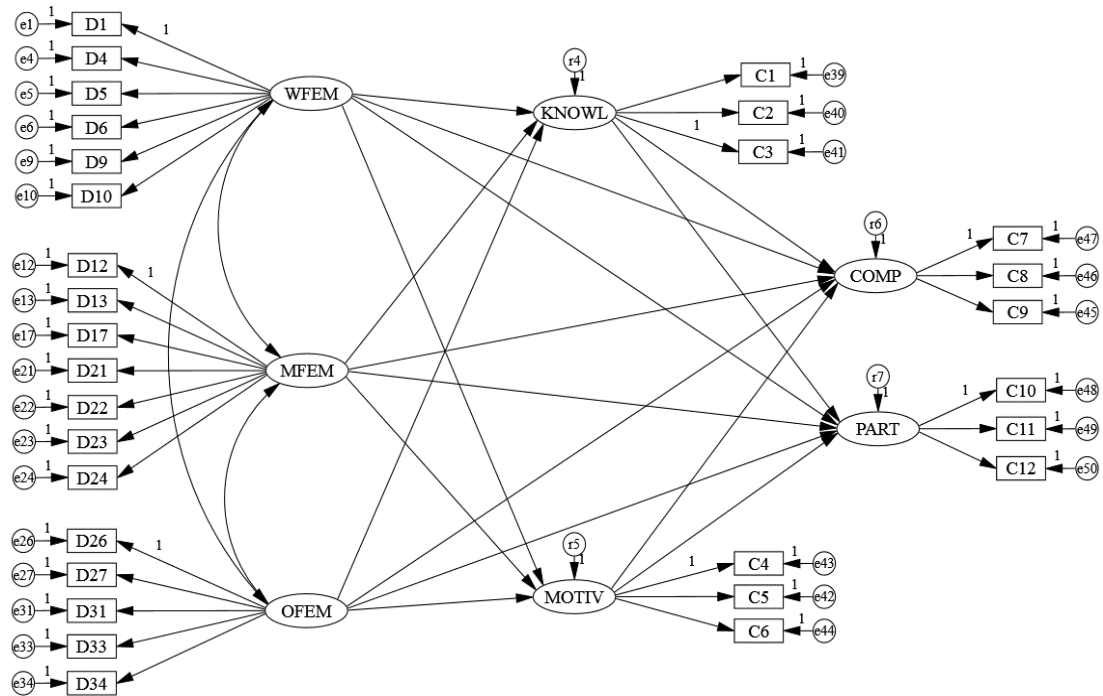 e1 1 D1 1
e4 1 D4
e5 1 D5
e6 1 D6
e9 1 D9
e10 1 D10
WFEM
e12 1 D12 1
e13 1 D13
e17 1 D17
e21 1 D21
e22 1 D22
e23 1 D23
e24 1 D24
MFEM
e26 1 D26 1
e27 1 D27
e31 1 D31
e33 1 D33
e34 1 D34
OFEM
r4
1
KNOWL
C1 1 e39
C2 1 e40
1 C3 1 e41
r6
1
COMP
1 C7 1 e47
C8 1 e46
C9 1 e45
r7
1
PART
1 C10 1 e48
C11 1 e49
C12 1 e50
r5
1
MOTIV
1 C4 1 e43
C5 1 e42
C6 1 e44